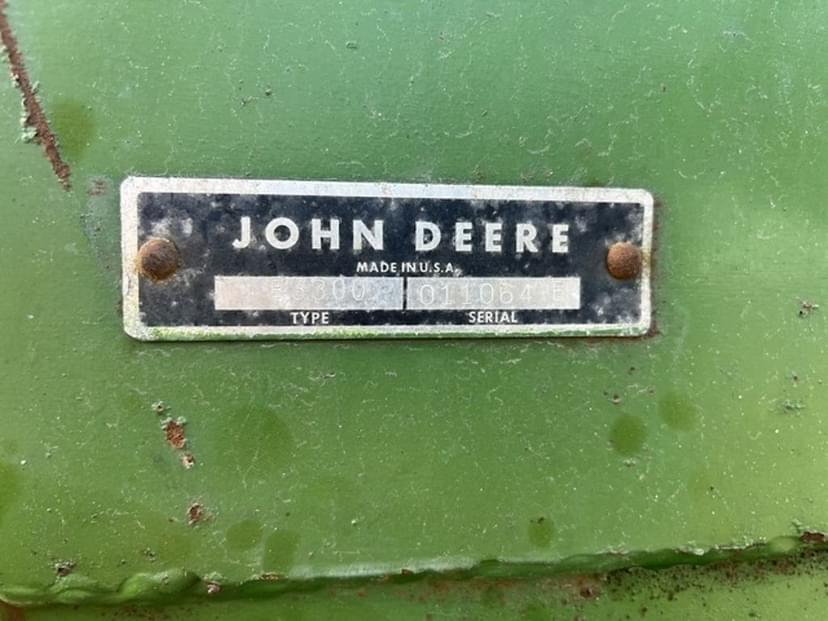 JOHN DEERE
MADE IN U.S.A.
011064 E
TYPE SERIAL